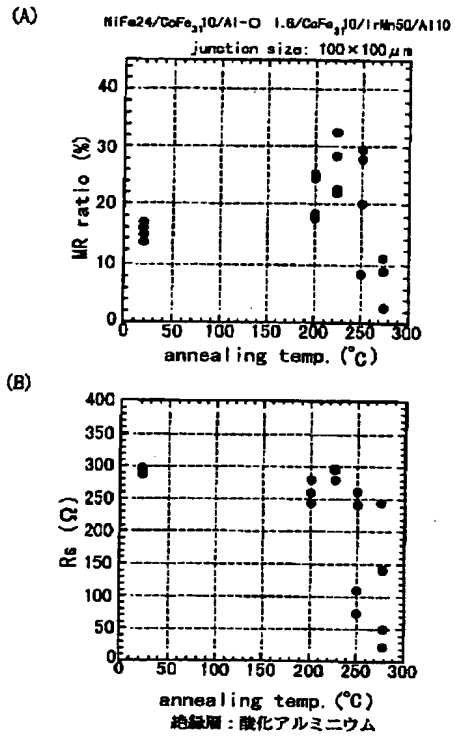 (A)
NiFe24/CoFe₃₁10/Al-O 1.6/CoFe₃₁10/IrMn50/Al10
junction size: 100×100μm
40
30
20
10
0
MR ratio (%)
0 50 100 150 200 250 300
annealing temp. (°C)
(B)
400
350
300
250
200
150
100
50
0
Rs (Ω)
0 50 100 150 200 250 300
annealing temp. (°C)
絶縁層：酸化アルミニウム